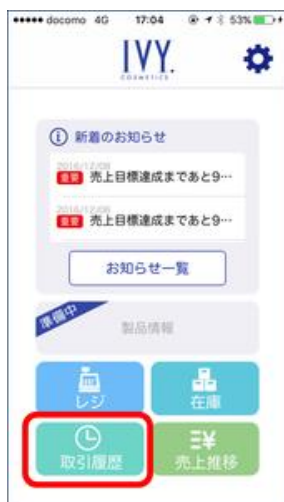 docomo 4G 17:04 53%
IVY.
COSMETICS
新着のお知らせ
2016/12/08
重要 売上目標達成まであと9…
2016/12/08
重要 売上目標達成まであと9…
お知らせ一覧
準備中
製品情報
レジ
在庫
取引履歴
売上推移